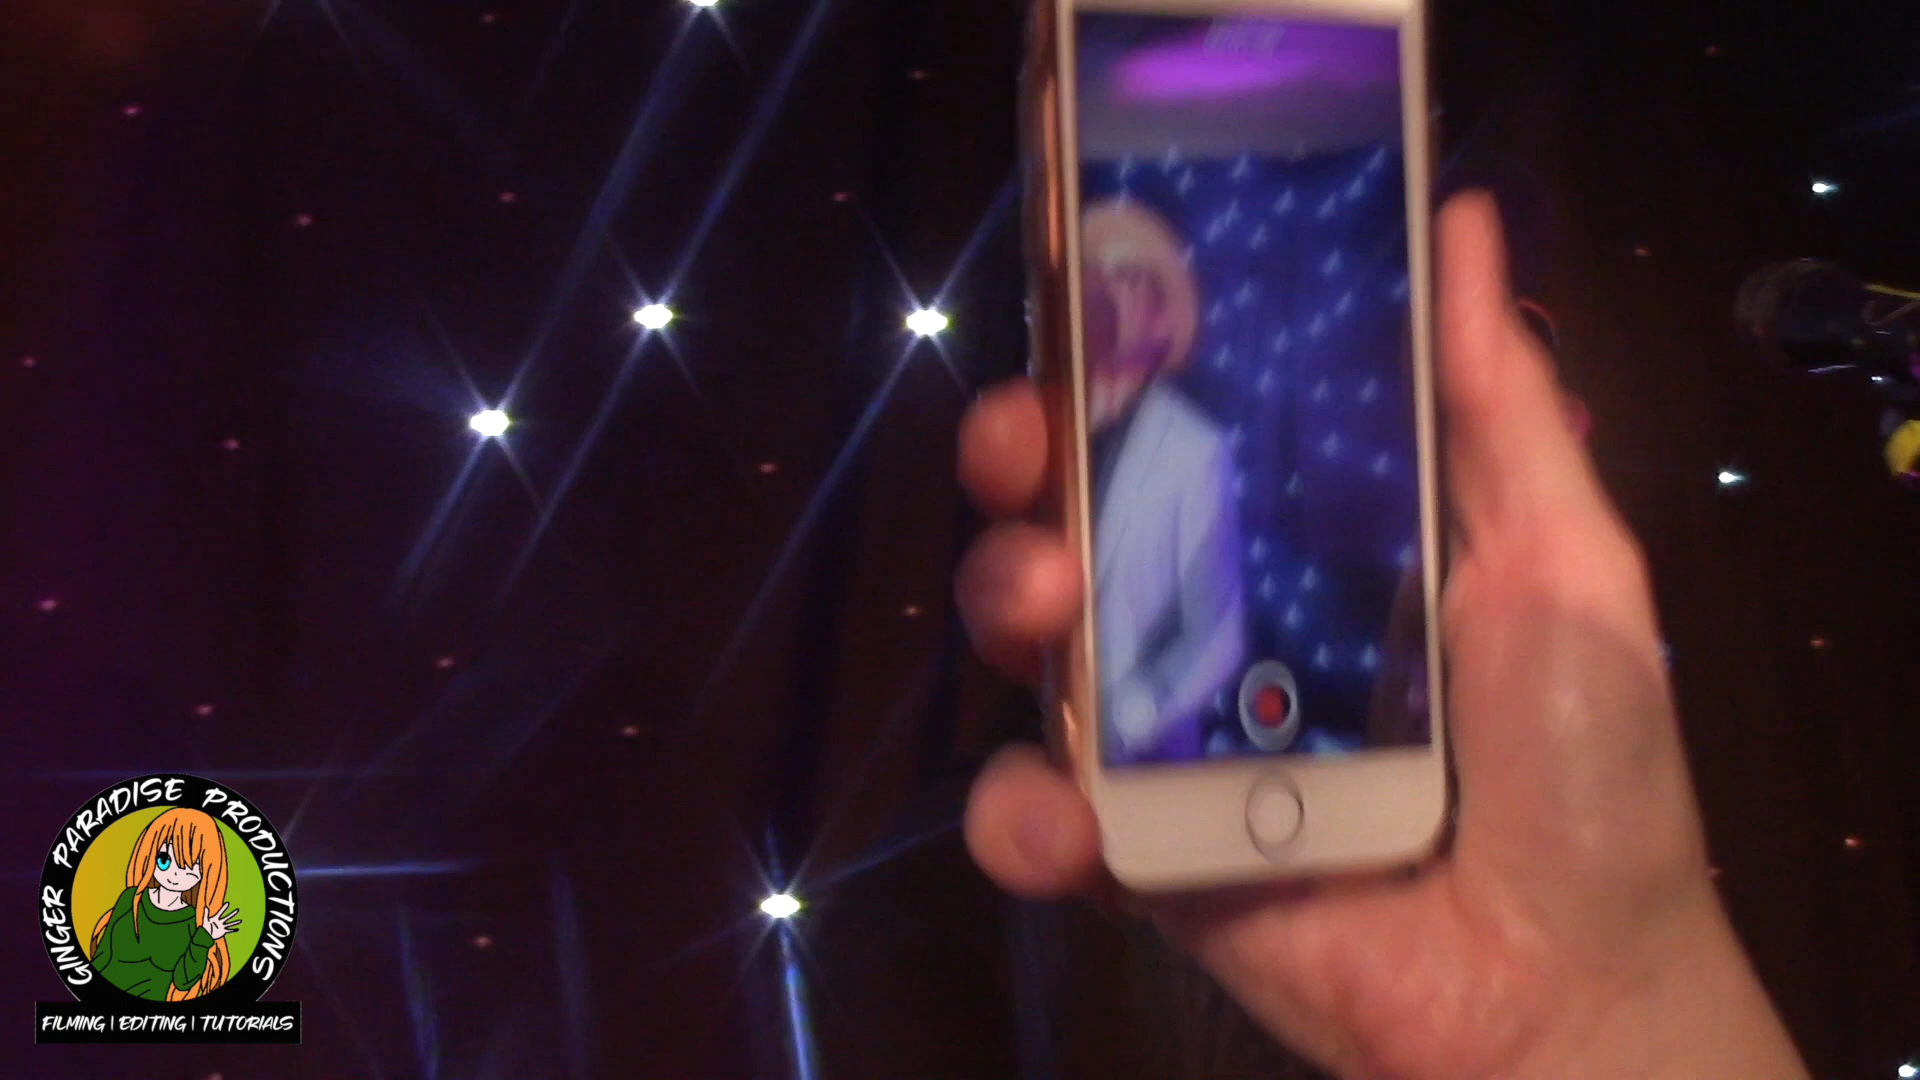 GINGER PARADISE PRODUCTIONS
FILMING | EDITING | TUTORIALS